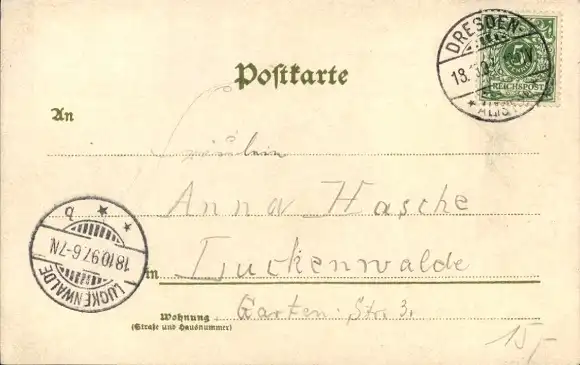 DRESDEN
ALTST.
5
REICHSPOST
Postkarte
An
Fräulein
Anna Hasche
in Luckenwalde
Garten-Str. 3.
Wohnung
(Straße und Hausnummer)
LUCKENWALDE
18/10 97. 6-7N.
b
15,-